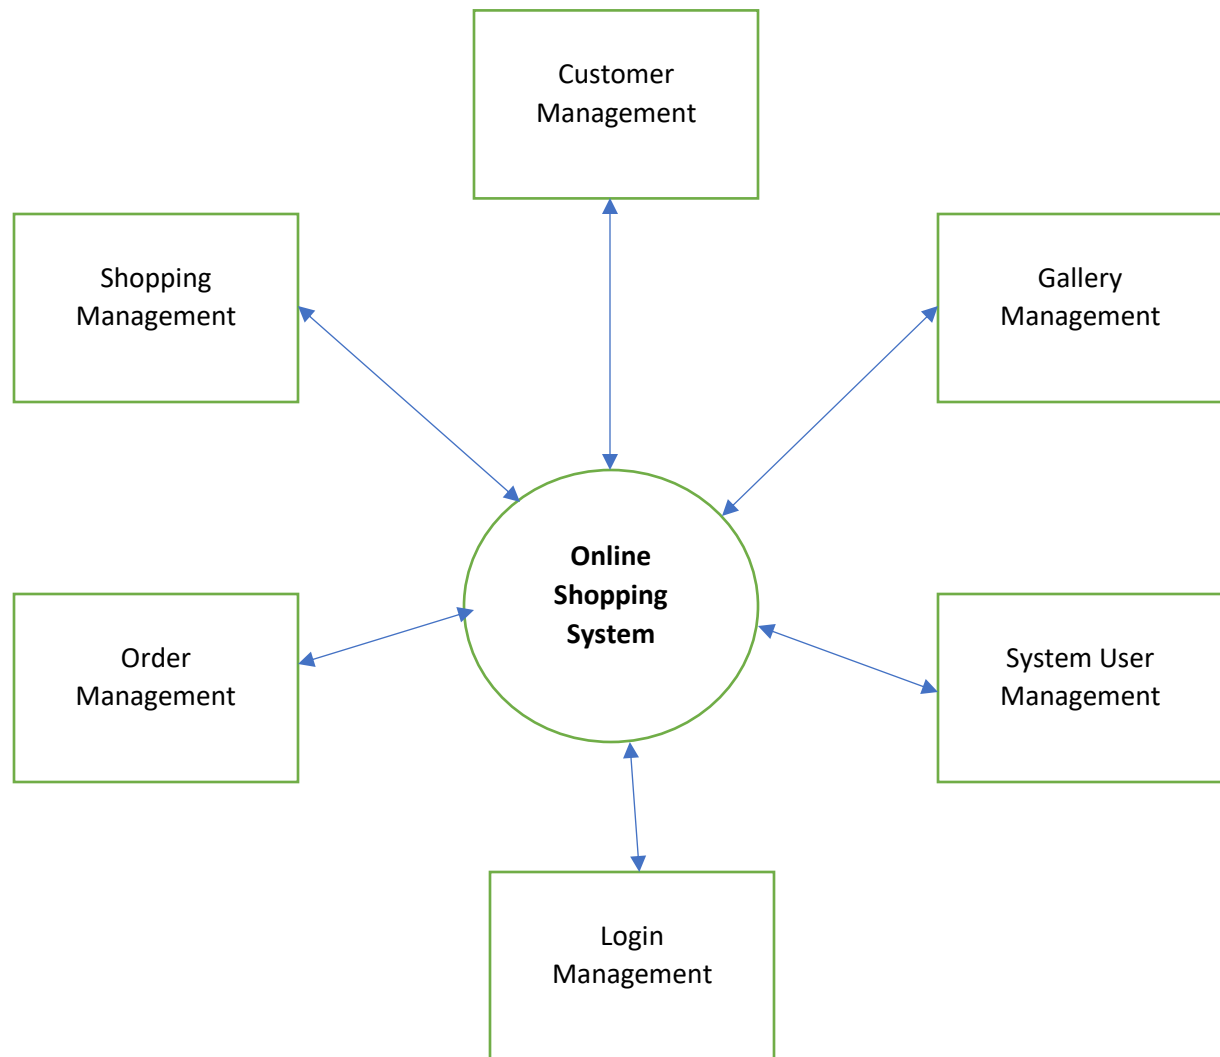 Customer
Management
Shopping
Management
Gallery
Management
Online
Shopping
System
Order
Management
System User
Management
Login
Management